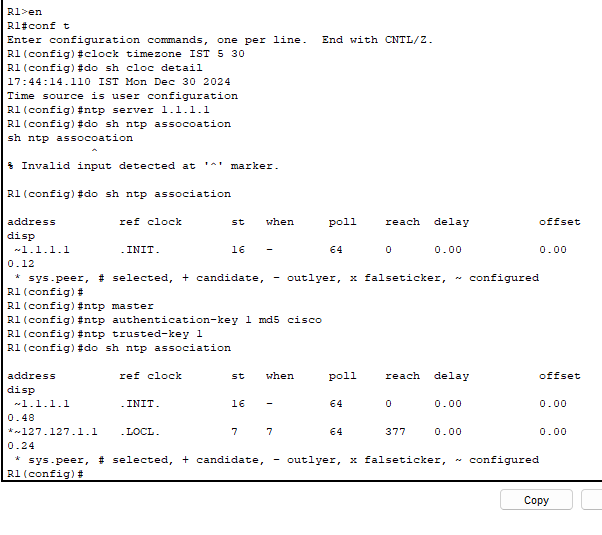 R1>en
R1#conf t
Enter configuration commands, one per line.  End with CNTL/Z.
R1(config)#clock timezone IST 5 30
R1(config)#do sh cloc detail
17:44:14.110 IST Mon Dec 30 2024
Time source is user configuration
R1(config)#ntp server 1.1.1.1
R1(config)#do sh ntp assocoation
sh ntp assocoation
^
% Invalid input detected at '^' marker.
R1(config)#do sh ntp association
address ref clock st when poll reach delay offset
disp
~1.1.1.1 .INIT. 16 - 64 0 0.00 0.00
0.12
* sys.peer, # selected, + candidate, - outlyer, x falseticker, ~ configured
R1(config)#
R1(config)#ntp master
R1(config)#ntp authentication-key 1 md5 cisco
R1(config)#ntp trusted-key 1
R1(config)#do sh ntp association
address ref clock st when poll reach delay offset
disp
~1.1.1.1 .INIT. 16 - 64 0 0.00 0.00
0.48
*~127.127.1.1 .LOCL. 7 7 64 377 0.00 0.00
0.24
* sys.peer, # selected, + candidate, - outlyer, x falseticker, ~ configured
R1(config)#
Copy